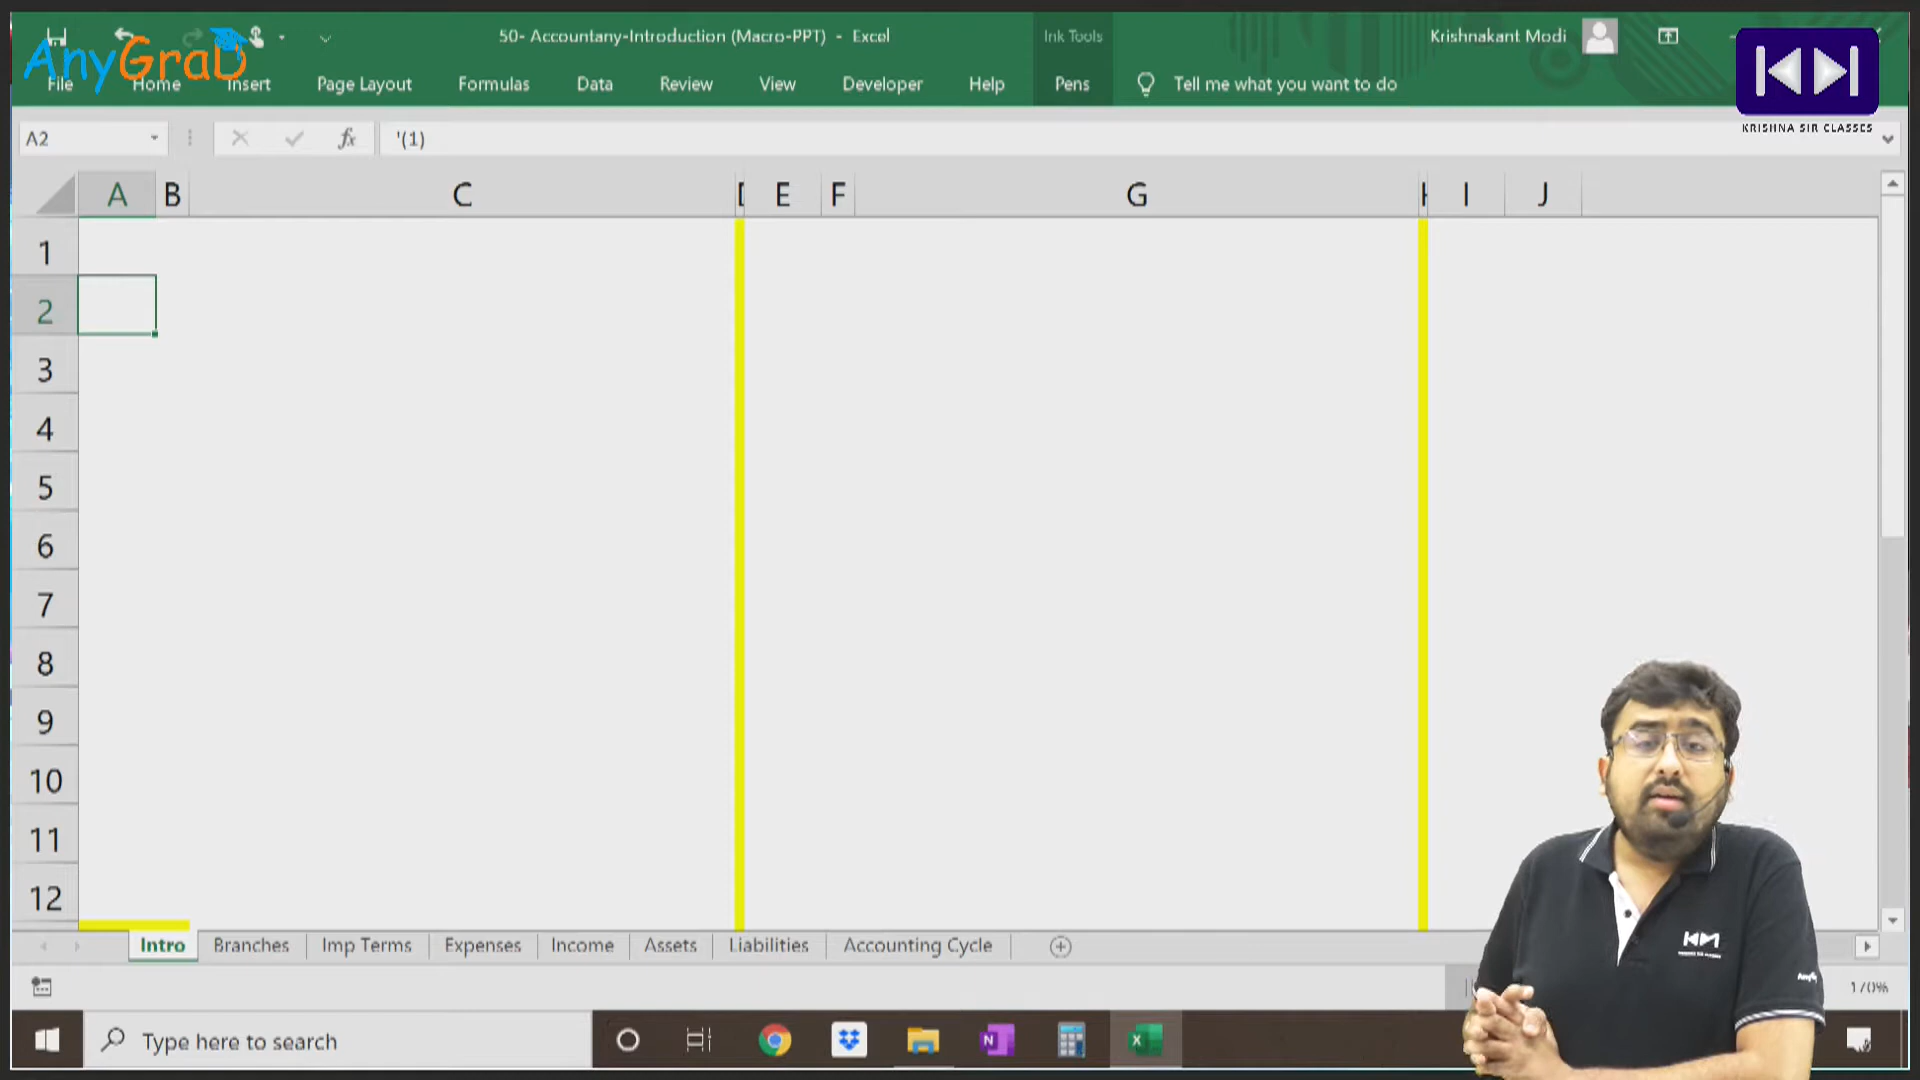 50- Accountany-Introduction (Macro-PPT) - Excel
Ink Tools
Krishnakant Modi
AnyGraD
File Home Insert Page Layout Formulas Data Review View Developer Help Pens Tell me what you want to do
KRISHNA SIR CLASSES
A2 fx '(1)
A B C D E F G H I J
1
2
3
4
5
6
7
8
9
10
11
12
Intro Branches Imp Terms Expenses Income Assets Liabilities Accounting Cycle
170%
Type here to search
KM